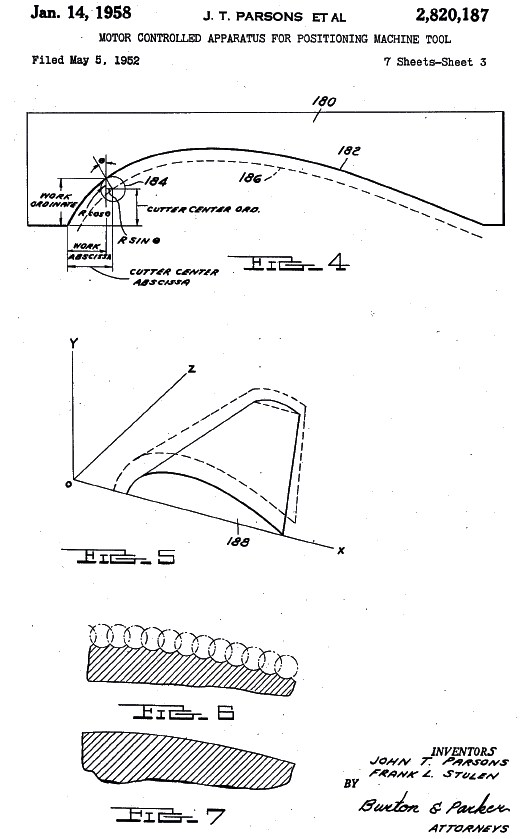 Jan. 14, 1958 J. T. PARSONS ET AL 2,820,187
MOTOR CONTROLLED APPARATUS FOR POSITIONING MACHINE TOOL
Filed May 5, 1952 7 Sheets-Sheet 3
180
182
θ
184
186
WORK
ORDINATE
R COS θ
CUTTER CENTER ORD.
R SIN θ
WORK
ABSCISSA
CUTTER CENTER
ABSCISSA
FIG. 4
Y
Z
O
188
X
FIG. 5
FIG. 6
FIG. 7
INVENTORS
JOHN T. PARSONS
FRANK L. STULEN
BY
Burton & Parker
ATTORNEYS